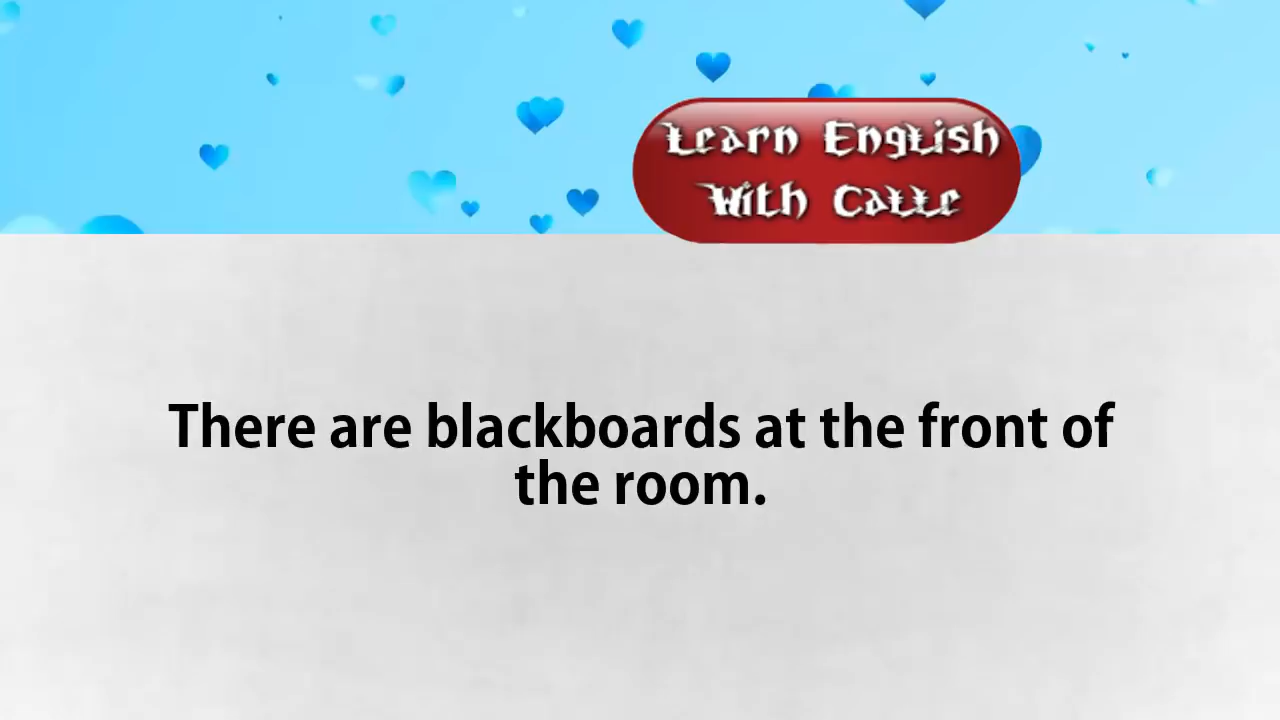 Learn English
With Catte
There are blackboards at the front of
the room.